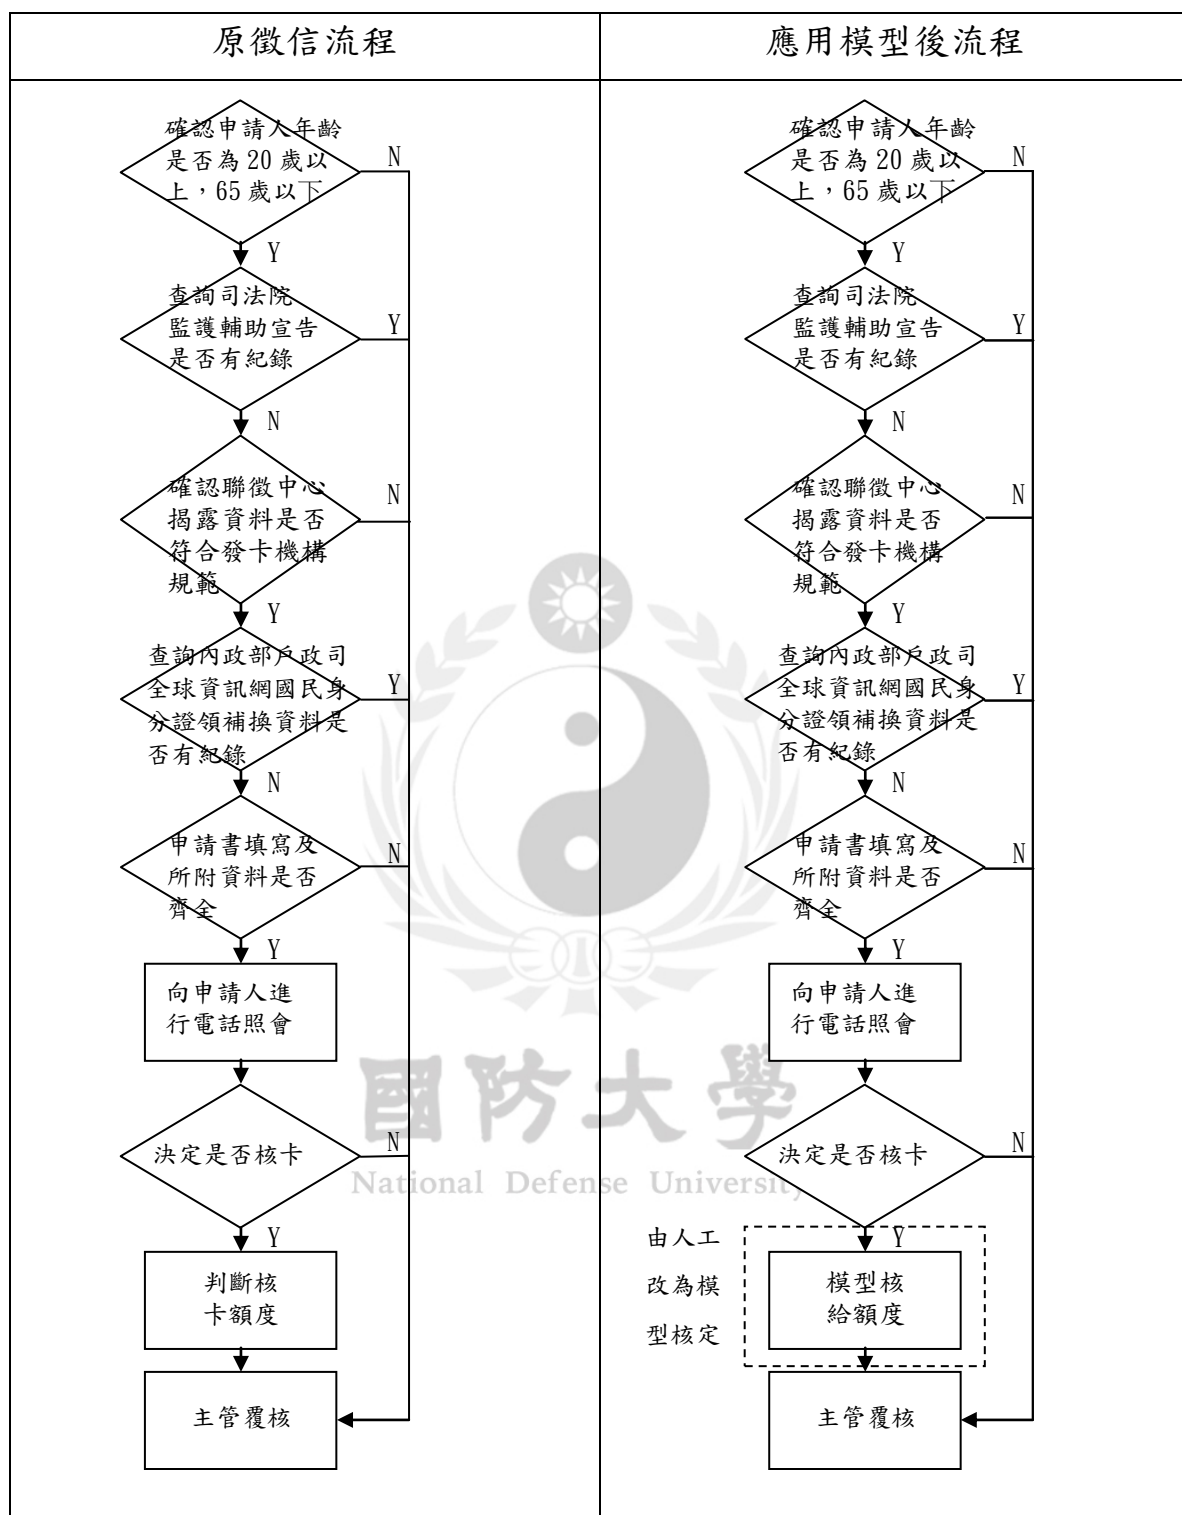 原徵信流程
確認申請人年齡
是否為 20 歲以
上，65 歲以下
N
Y
查詢司法院
監護輔助宣告
是否有紀錄
Y
N
確認聯徵中心
揭露資料是否
符合發卡機構
規範
N
Y
查詢內政部戶政司
全球資訊網國民身
分證領補換資料是
否有紀錄
Y
N
申請書填寫及
所附資料是否
齊全
N
Y
向申請人進
行電話照會
決定是否核卡
N
Y
判斷核
卡額度
主管覆核
應用模型後流程
確認申請人年齡
是否為 20 歲以
上，65 歲以下
N
Y
查詢司法院
監護輔助宣告
是否有紀錄
Y
N
確認聯徵中心
揭露資料是否
符合發卡機構
規範
N
Y
查詢內政部戶政司
全球資訊網國民身
分證領補換資料是
否有紀錄
Y
N
申請書填寫及
所附資料是否
齊全
N
Y
向申請人進
行電話照會
決定是否核卡
N
Y
由人工
改為模
型核定
模型核
給額度
主管覆核
國防大學
National Defense University